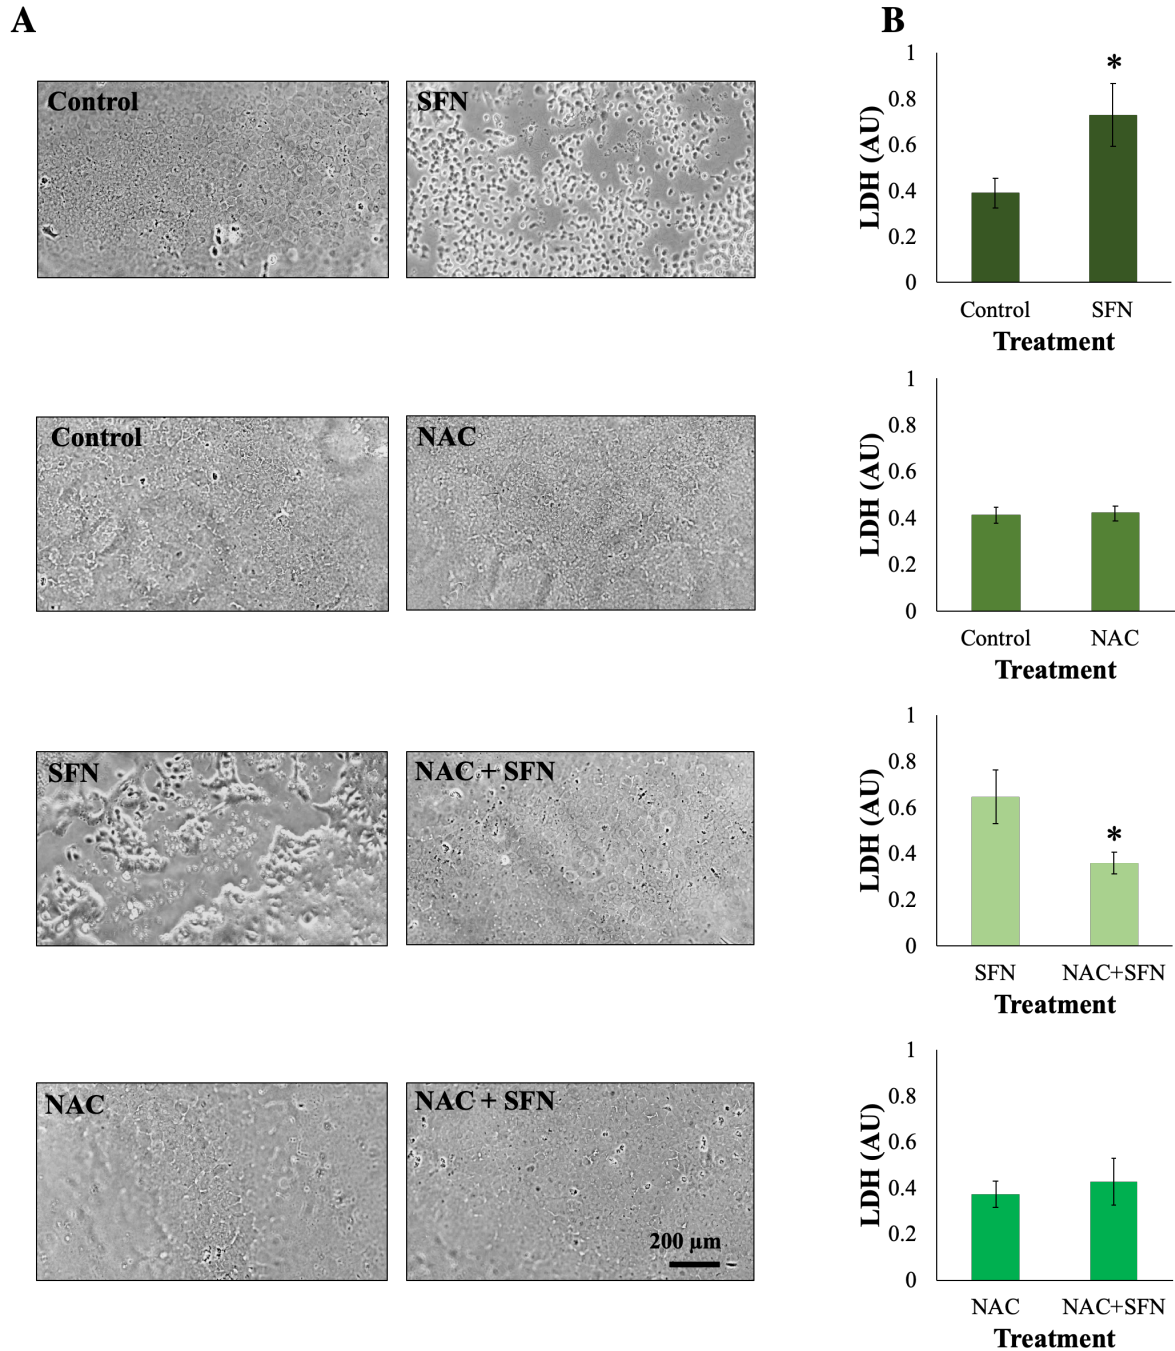 A
B
Control
SFN
LDH (AU)
1
0.8
0.6
0.4
0.2
0
*
Control
SFN
Treatment
Control
NAC
LDH (AU)
1
0.8
0.6
0.4
0.2
0
Control
NAC
Treatment
SFN
NAC + SFN
LDH (AU)
1
0.8
0.6
0.4
0.2
0
*
SFN
NAC+SFN
Treatment
NAC
NAC + SFN
200 µm
LDH (AU)
1
0.8
0.6
0.4
0.2
0
NAC
NAC+SFN
Treatment